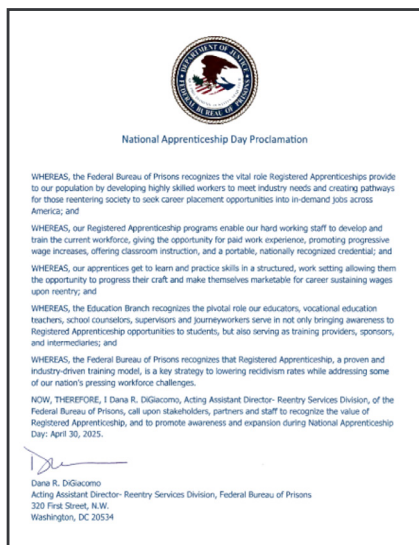 DEPARTMENT OF JUSTICE
FEDERAL BUREAU OF PRISONS
National Apprenticeship Day Proclamation
WHEREAS, the Federal Bureau of Prisons recognizes the vital role Registered Apprenticeships provide
to our population by developing highly skilled workers to meet industry needs and creating pathways
for those reentering society to seek career placement opportunities into in-demand jobs across
America; and
WHEREAS, our Registered Apprenticeship programs enable our hard working staff to develop and
train the current workforce, giving the opportunity for paid work experience, promoting progressive
wage increases, offering classroom instruction, and a portable, nationally recognized credential; and
WHEREAS, our apprentices get to learn and practice skills in a structured, work setting allowing them
the opportunity to progress their craft and make themselves marketable for career sustaining wages
upon reentry; and
WHEREAS, the Education Branch recognizes the pivotal role our educators, vocational education
teachers, school counselors, supervisors and journeyworkers serve in not only bringing awareness to
Registered Apprenticeship opportunities to students, but also serving as training providers, sponsors,
and intermediaries; and
WHEREAS, the Federal Bureau of Prisons recognizes that Registered Apprenticeship, a proven and
industry-driven training model, is a key strategy to lowering recidivism rates while addressing some
of our nation's pressing workforce challenges.
NOW, THEREFORE, I Dana R. DiGiacomo, Acting Assistant Director- Reentry Services Division, of the
Federal Bureau of Prisons, call upon stakeholders, partners and staff to recognize the value of
Registered Apprenticeship, and to promote awareness and expansion during National Apprenticeship
Day: April 30, 2025.
Dana R. DiGiacomo
Acting Assistant Director- Reentry Services Division, Federal Bureau of Prisons
320 First Street, N.W.
Washington, DC 20534